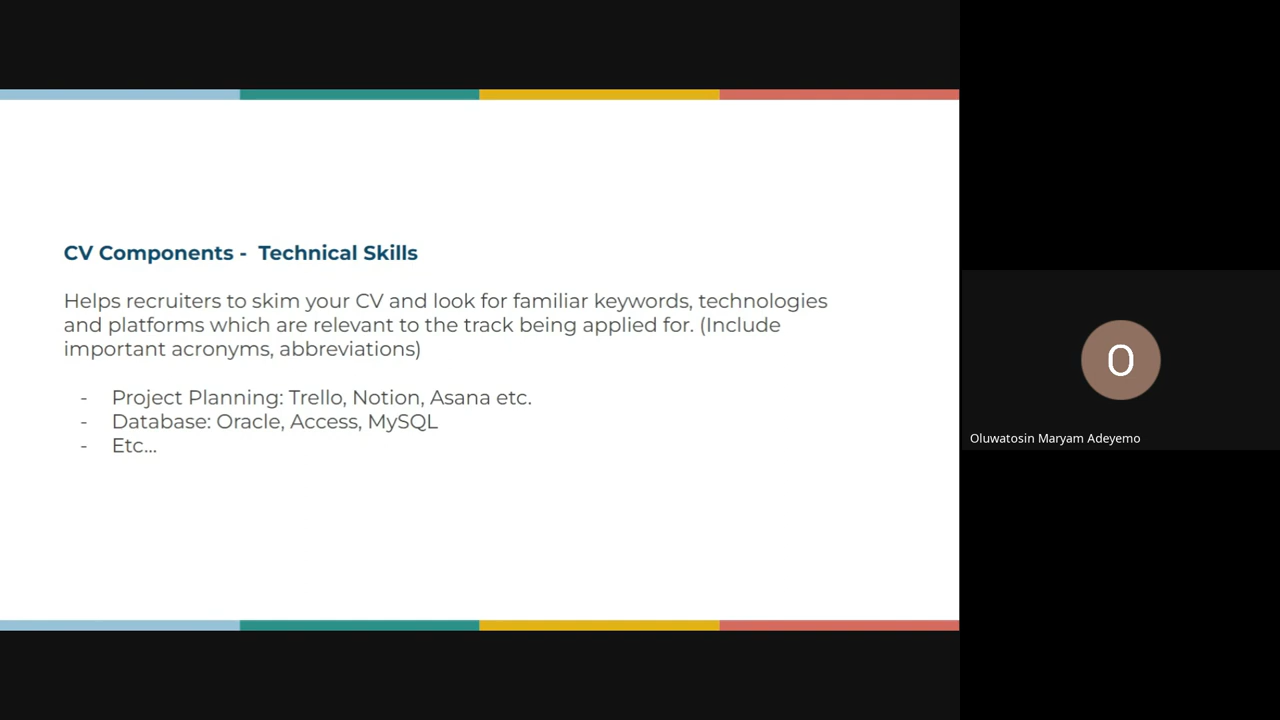 CV Components - Technical Skills
Helps recruiters to skim your CV and look for familiar keywords, technologies
and platforms which are relevant to the track being applied for. (Include
important acronyms, abbreviations)
- Project Planning: Trello, Notion, Asana etc.
- Database: Oracle, Access, MySQL
- Etc...
O
Oluwatosin Maryam Adeyemo